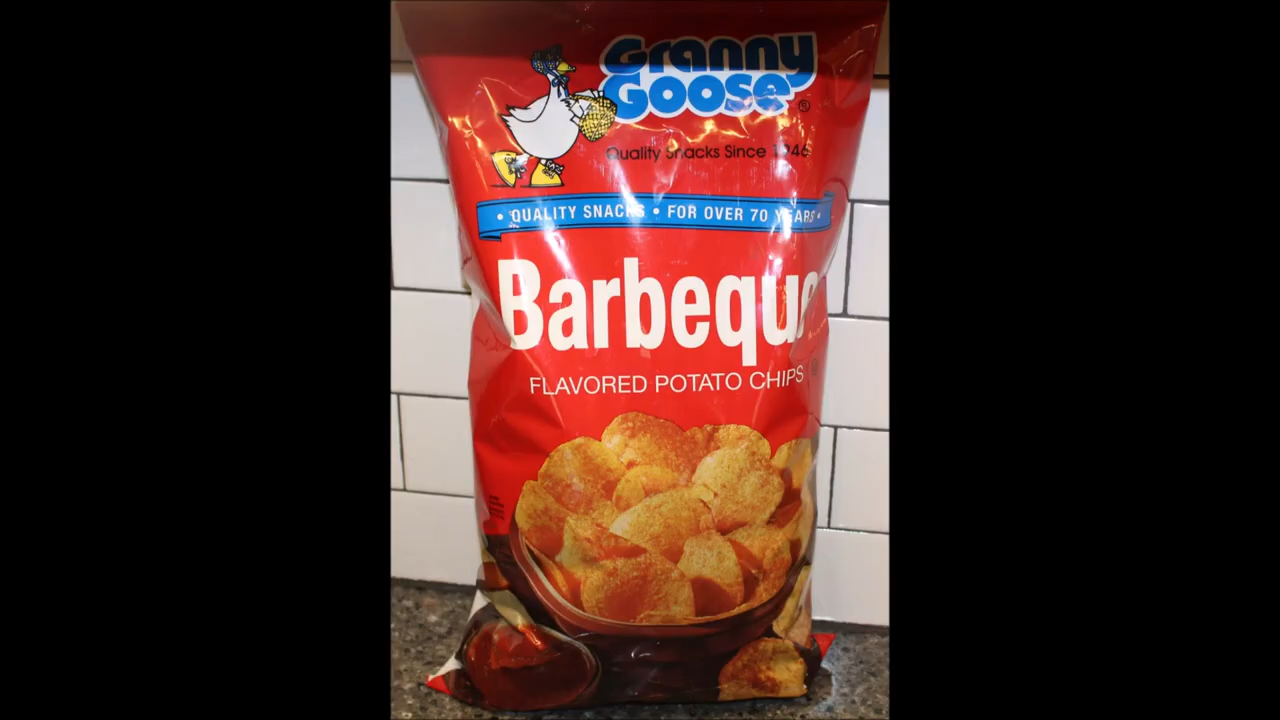 Granny
Goose
®
Quality Snacks Since 1946
• QUALITY SNACKS • FOR OVER 70 YEARS •
Barbeque
FLAVORED POTATO CHIPS